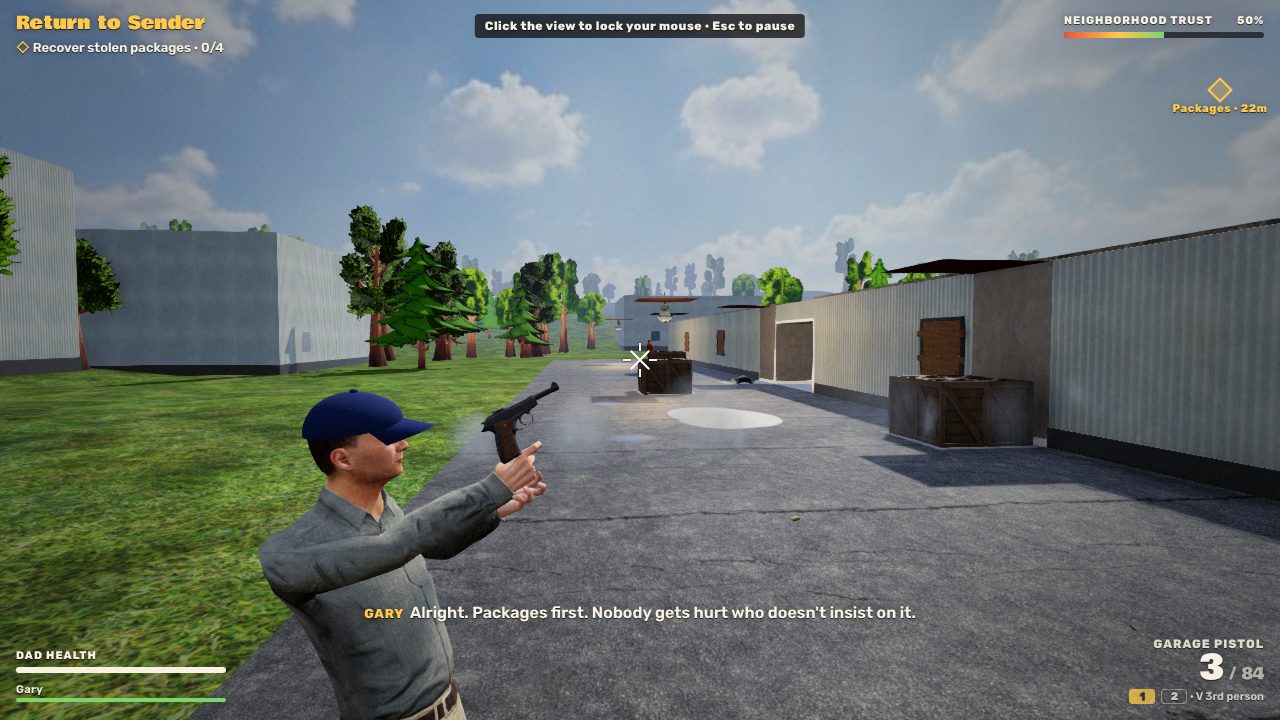 Return to Sender
Recover stolen packages · 0/4
Click the view to lock your mouse · Esc to pause
NEIGHBORHOOD TRUST 50%
Packages · 22m
GARY Alright. Packages first. Nobody gets hurt who doesn't insist on it.
DAD HEALTH
Gary
GARAGE PISTOL
3 / 84
1 2 · V 3rd person